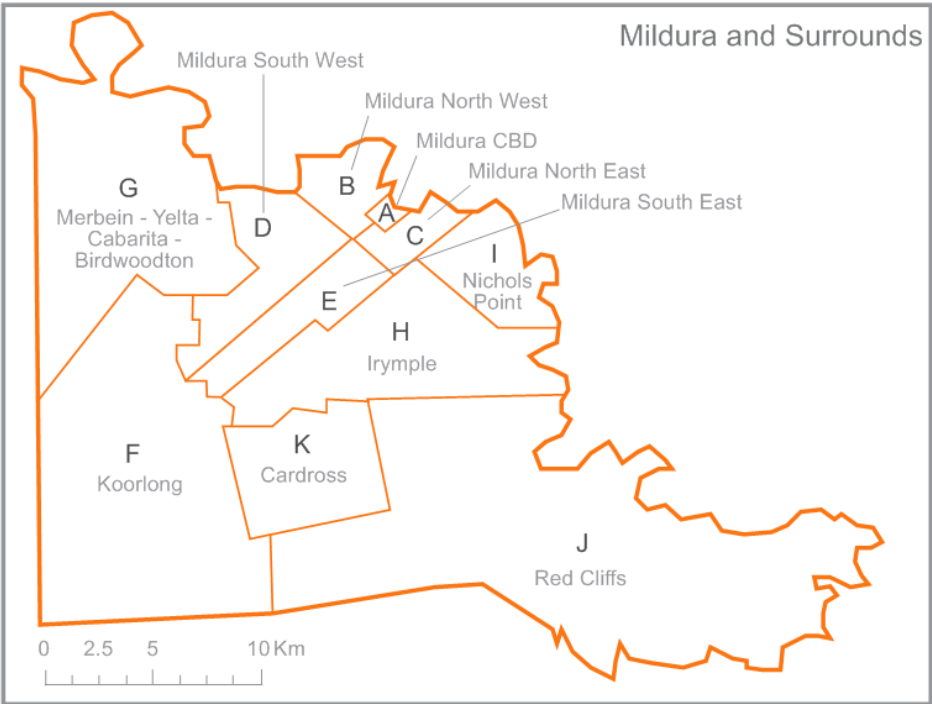 Mildura and Surrounds
Mildura South West
Mildura North West
Mildura CBD
Mildura North East
Mildura South East
G
Merbein - Yelta -
Cabarita -
Birdwoodton
B
A
D
C
I
Nichols
Point
E
H
Irymple
F
Koorlong
K
Cardross
J
Red Cliffs
0 2.5 5 10 Km